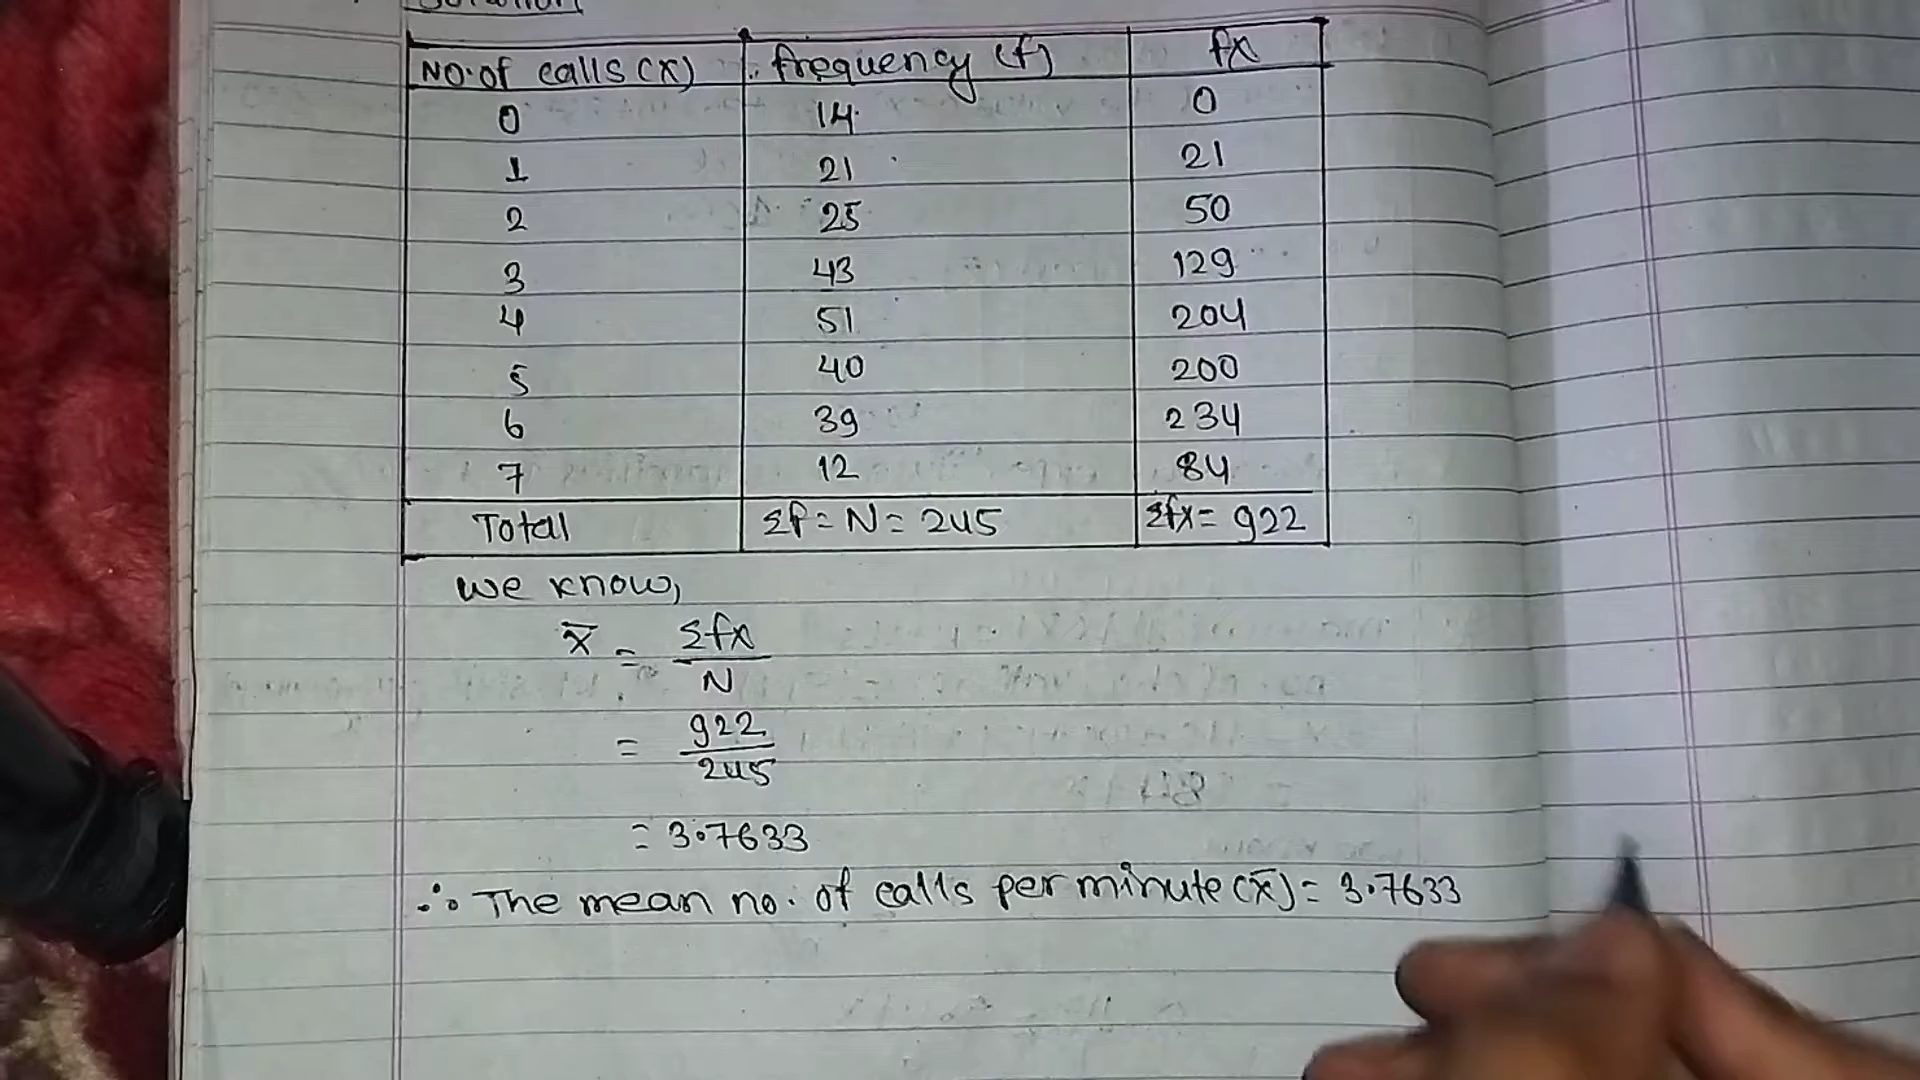 Solution
No. of calls (x) frequency (f) fx
0 14 0
1 21 21
2 25 50
3 43 129
4 51 204
5 40 200
6 39 234
7 12 84
Total Σf = N = 245 Σfx = 922
we know,
x̄ = Σfx
N
= 922
245
= 3.7633
∴ The mean no. of calls per minute (x̄) = 3.7633